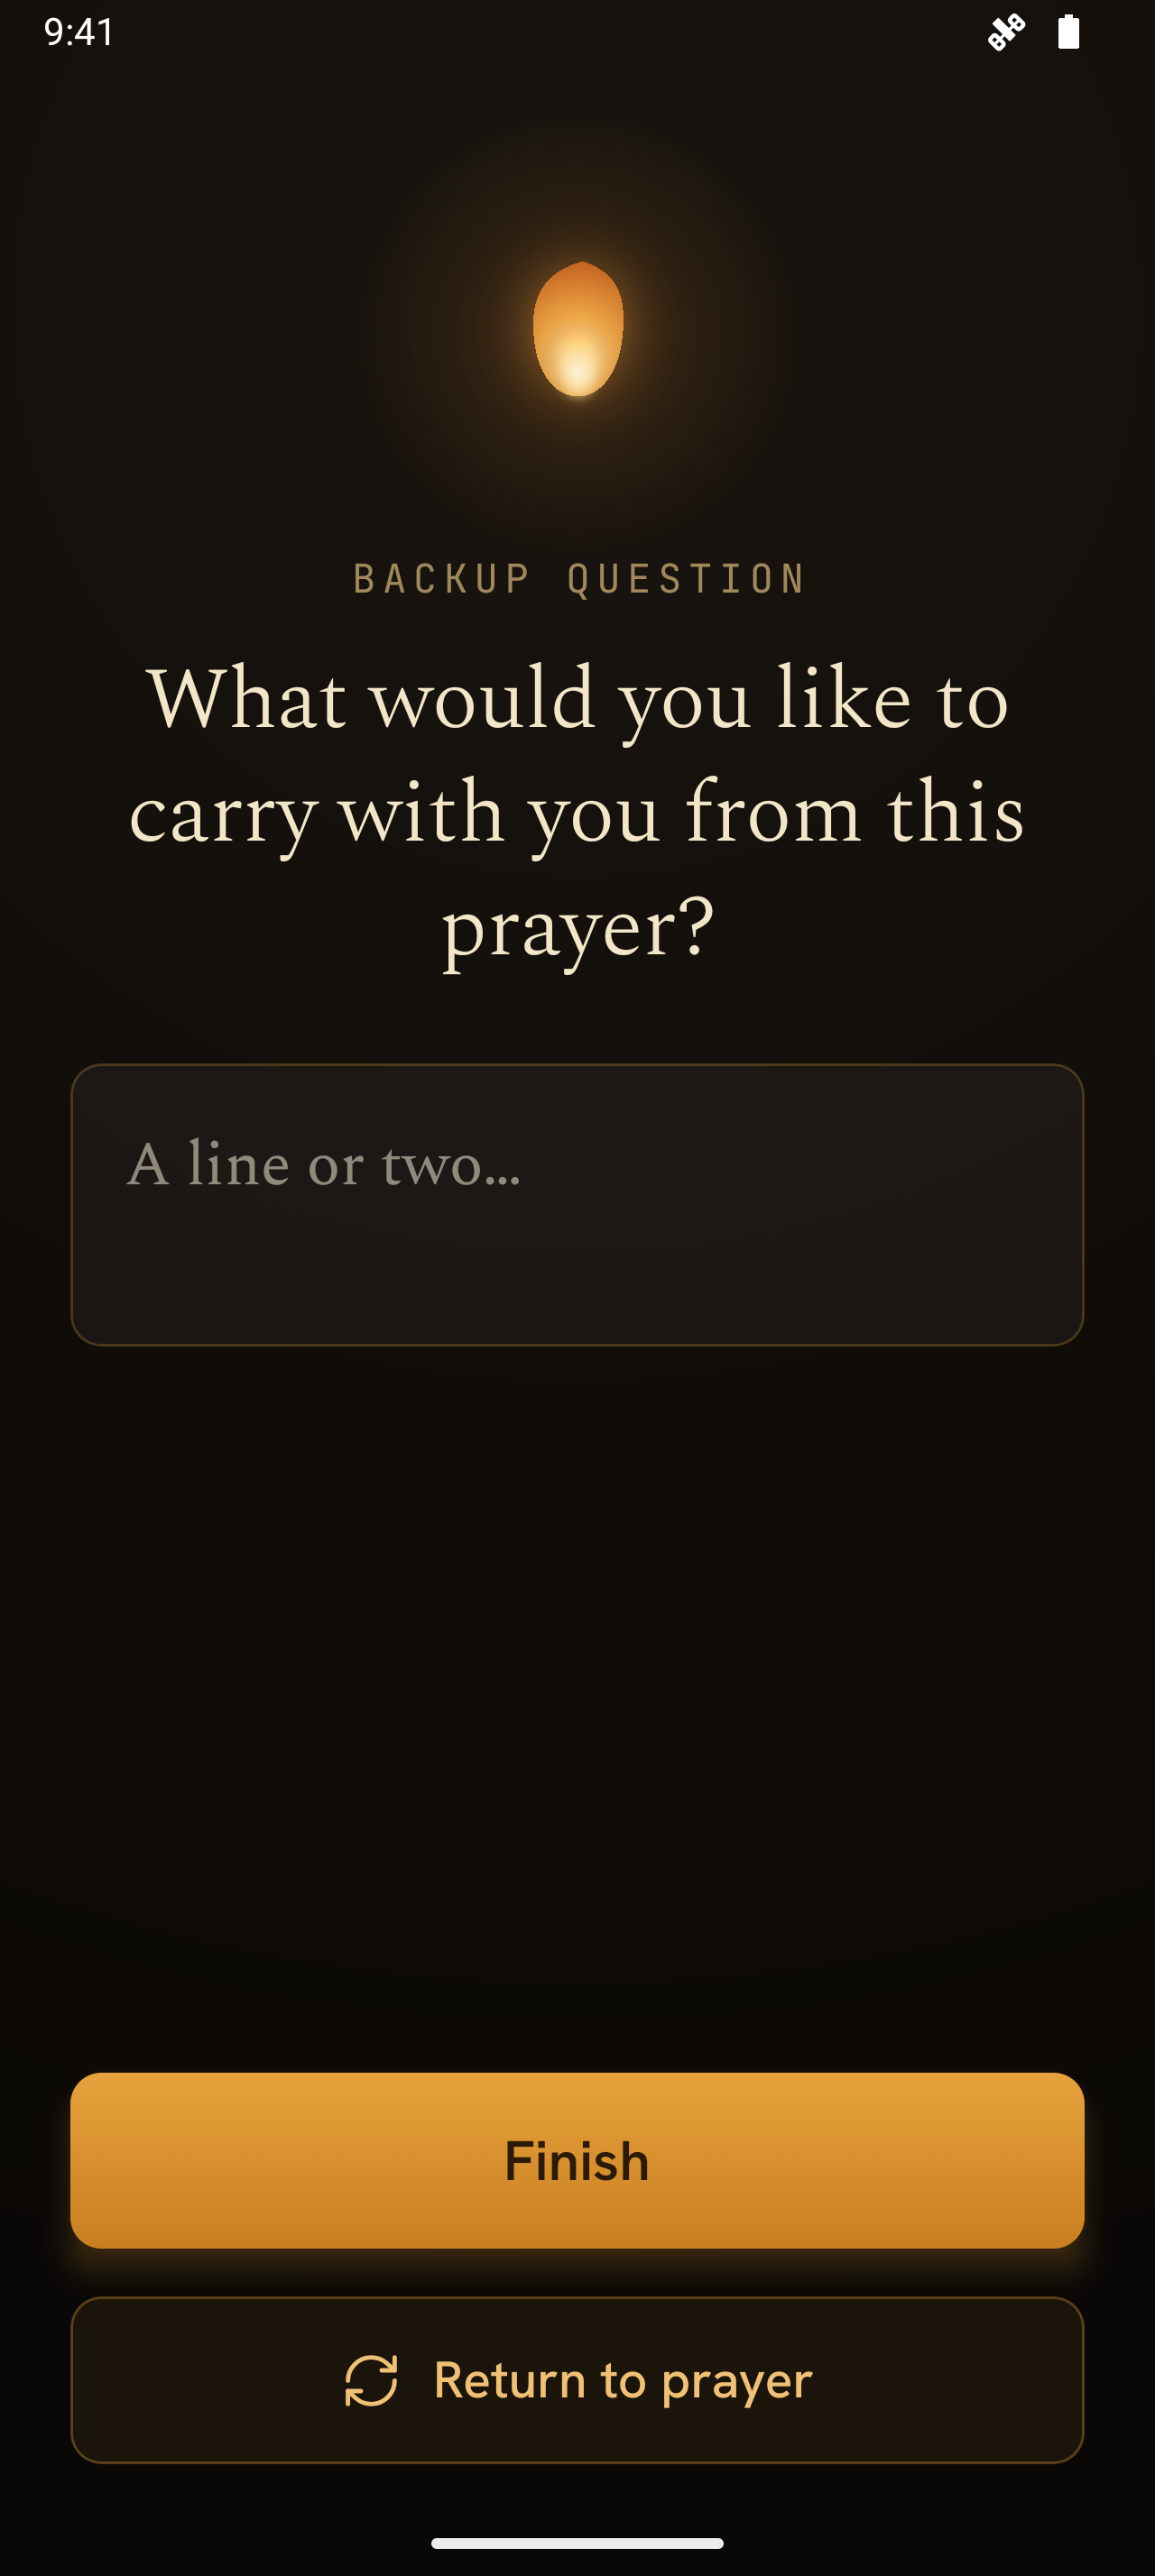 9:41
BACKUP QUESTION
What would you like to
carry with you from this
prayer?
A line or two…
Finish
Return to prayer